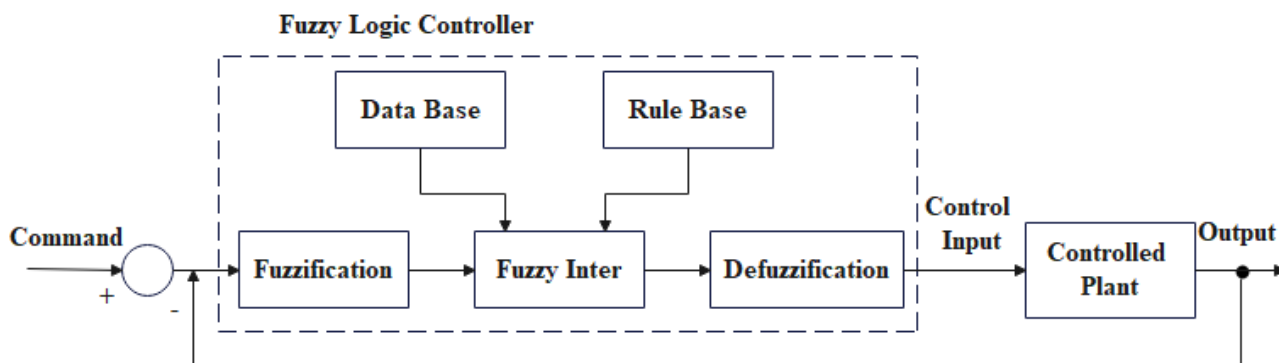 Fuzzy Logic Controller
Data Base
Rule Base
Command
+
-
Fuzzification
Fuzzy Inter
Defuzzification
Control
Input
Controlled
Plant
Output